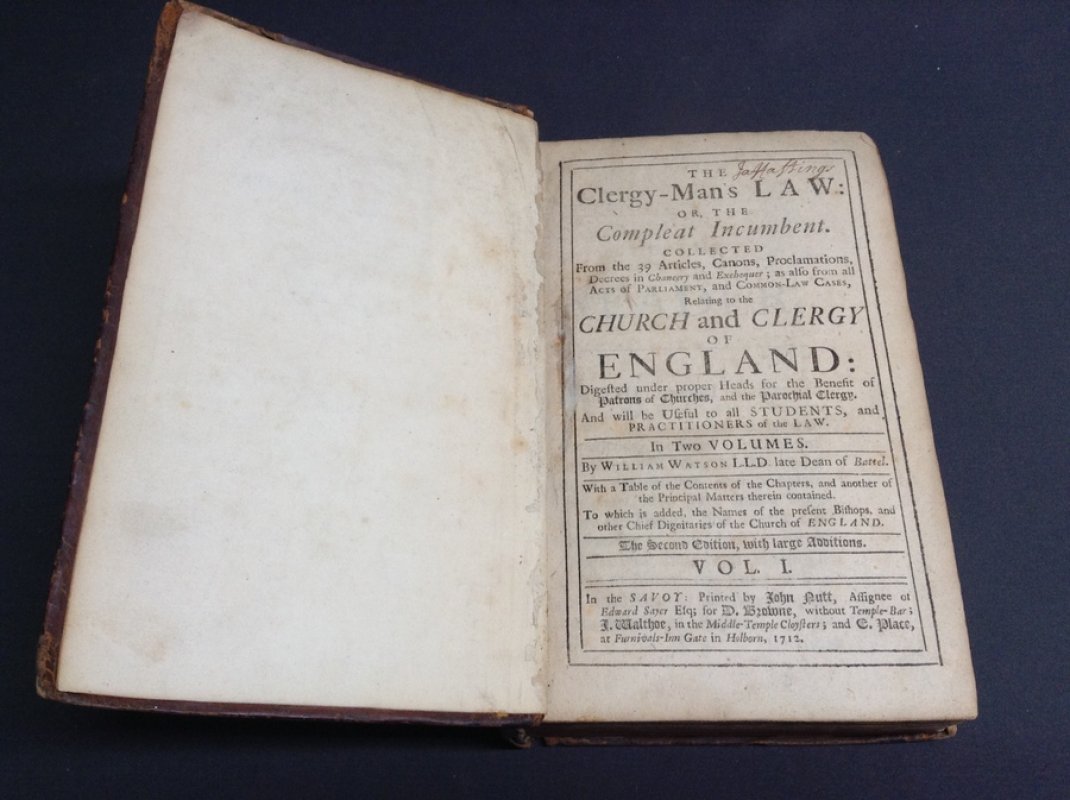 THE Ja Hastings
Clergy-Man's LAW:
OR, THE
Compleat Incumbent.
COLLECTED
From the 39 Articles, Canons, Proclamations,
Decrees in Chancery and Exchequer; as alſo from all
ACTS of PARLIAMENT, and COMMON-LAW CASES,
Relating to the
CHURCH and CLERGY
OF
ENGLAND:
Digeſted under proper Heads for the Benefit of
Patrons of Churches, and the Parochial Clergy.
And will be Uſeful to all STUDENTS, and
PRACTITIONERS of the LAW.
In Two VOLUMES.
By WILLIAM WATSON L.L.D. late Dean of Battel.
With a Table of the Contents of the Chapters, and another of
the Principal Matters therein contained.
To which is added, the Names of the preſent Biſhops, and
other Chief Dignitaries of the Church of ENGLAND.
The Second Edition, with large Additions.
VOL. I.
In the SAVOY: Printed by John Nutt, Aſſignee of
Edward Sayer Eſq; for D. Browne, without Temple-Bar;
J. Walthoe, in the Middle-Temple Cloyſters; and E. Place,
at Furnivals-Inn Gate in Holborn, 1712.